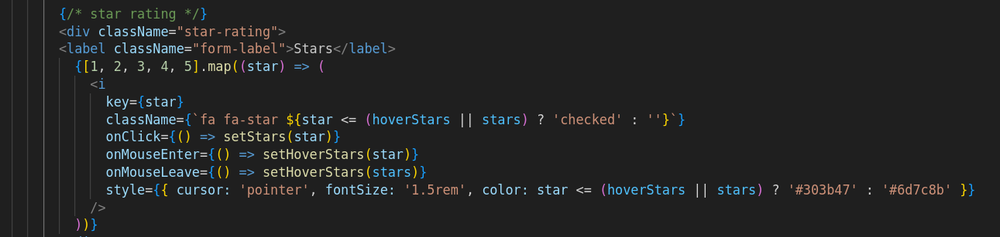 {/* star rating */}
<div className="star-rating">
<label className="form-label">Stars</label>
{[1, 2, 3, 4, 5].map((star) => (
<i
key={star}
className={`fa fa-star ${star <= (hoverStars || stars) ? 'checked' : ''}`}
onClick={() => setStars(star)}
onMouseEnter={() => setHoverStars(star)}
onMouseLeave={() => setHoverStars(stars)}
style={{ cursor: 'pointer', fontSize: '1.5rem', color: star <= (hoverStars || stars) ? '#303b47' : '#6d7c8b' }}
/>
))}